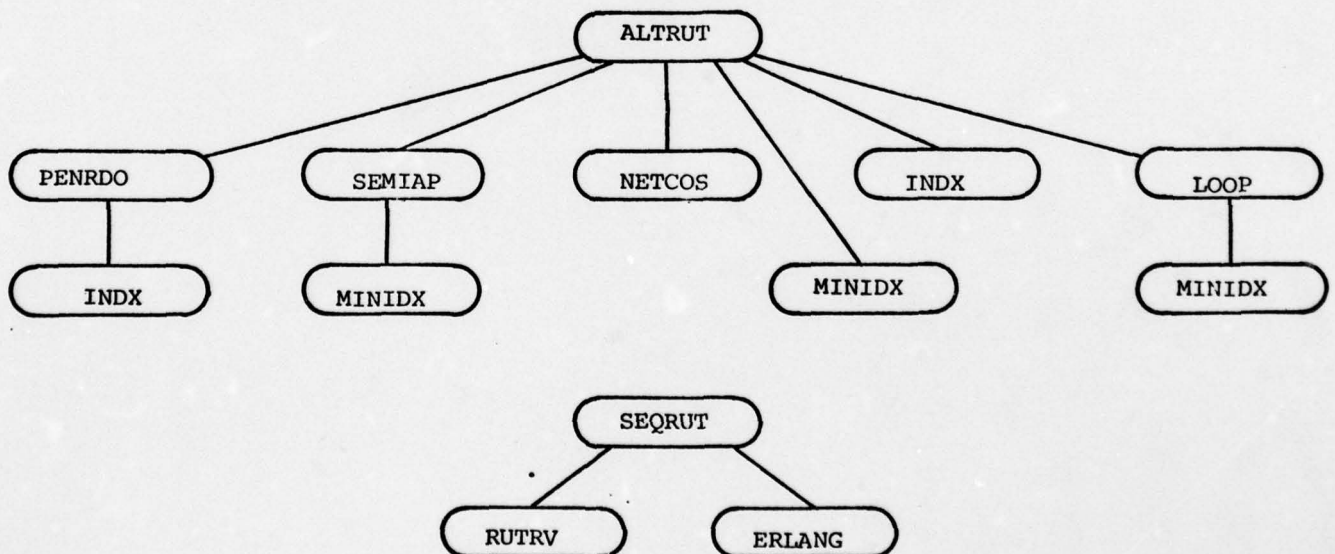 ALTRUT
PENRDO
SEMIAP
NETCOS
INDX
LOOP
INDX
MINIDX
MINIDX
MINIDX
SEQRUT
RUTRV
ERLANG